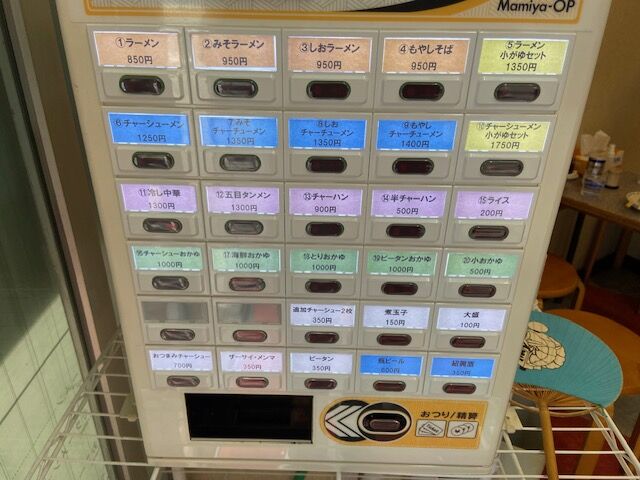 Mamiya-OP
①ラーメン
850円
②みそラーメン
950円
③しおラーメン
950円
④もやしそば
950円
⑤ラーメン
小がゆセット
1350円
⑥チャーシューメン
1250円
⑦みそ
チャーチューメン
1350円
⑧しお
チャーチューメン
1350円
⑨もやし
チャーチューメン
1400円
⑩チャーシューメン
小がゆセット
1750円
⑪冷し中華
1300円
⑫五目タンメン
1300円
⑬チャーハン
900円
⑭半チャーハン
500円
⑮ライス
200円
⑯チャーシューおかゆ
1000円
⑰海鮮おかゆ
1000円
⑱とりおかゆ
1000円
⑲ピータンおかゆ
1000円
⑳小おかゆ
500円
追加チャーシュー2枚
350円
煮玉子
150円
大盛
100円
おつまみチャーシュー
700円
ザーサイ・メンマ
350円
ピータン
350円
瓶ビール
600円
紹興酒
350円
おつり/精算